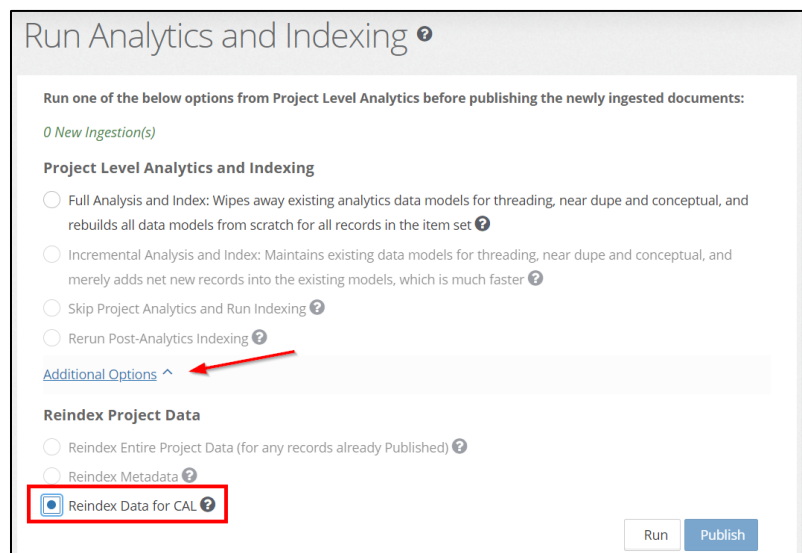 Run Analytics and Indexing ?
Run one of the below options from Project Level Analytics before publishing the newly ingested documents:
0 New Ingestion(s)
Project Level Analytics and Indexing
Full Analysis and Index: Wipes away existing analytics data models for threading, near dupe and conceptual, and
rebuilds all data models from scratch for all records in the item set ?
Incremental Analysis and Index: Maintains existing data models for threading, near dupe and conceptual, and
merely adds net new records into the existing models, which is much faster ?
Skip Project Analytics and Run Indexing ?
Rerun Post-Analytics Indexing ?
Additional Options
Reindex Project Data
Reindex Entire Project Data (for any records already Published) ?
Reindex Metadata ?
Reindex Data for CAL ?
Run Publish